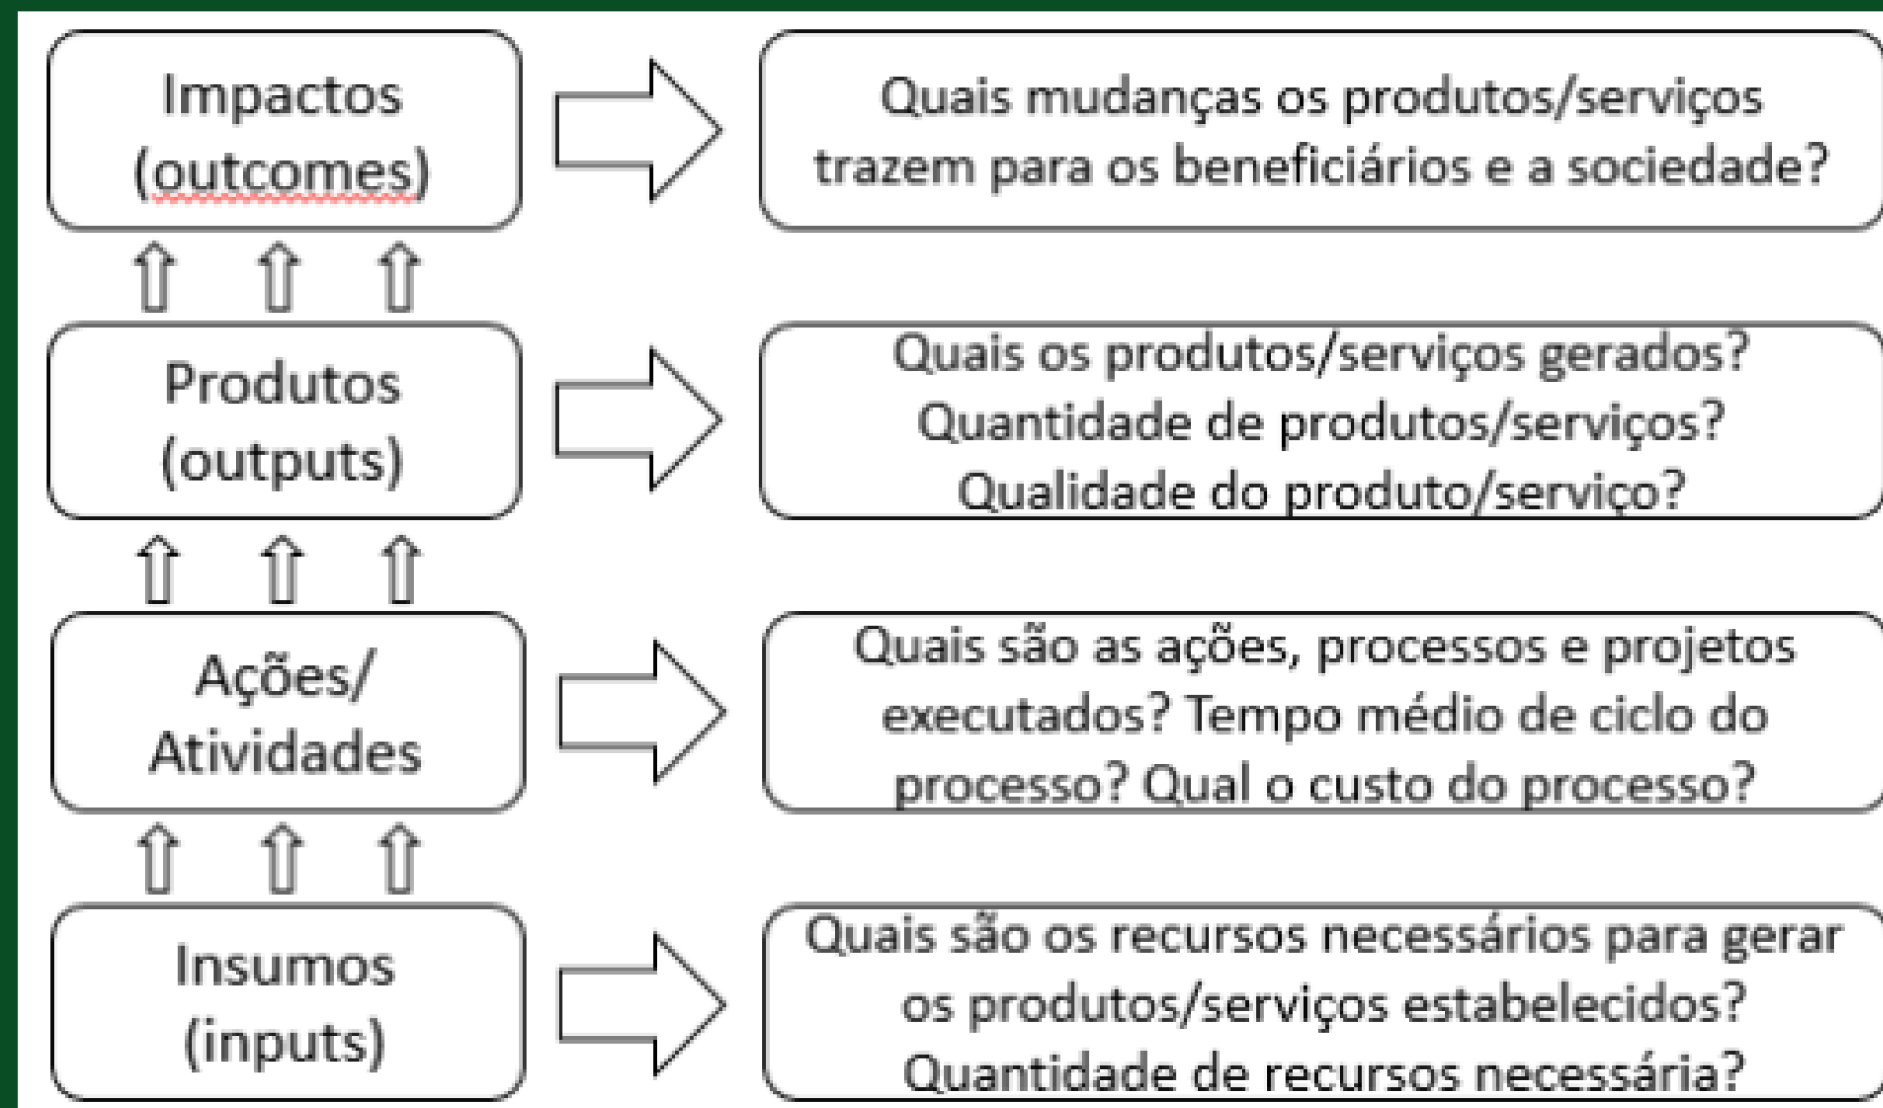 Impactos
(outcomes)
Quais mudanças os produtos/serviços
trazem para os beneficiários e a sociedade?
Produtos
(outputs)
Quais os produtos/serviços gerados?
Quantidade de produtos/serviços?
Qualidade do produto/serviço?
Ações/
Atividades
Quais são as ações, processos e projetos
executados? Tempo médio de ciclo do
processo? Qual o custo do processo?
Insumos
(inputs)
Quais são os recursos necessários para gerar
os produtos/serviços estabelecidos?
Quantidade de recursos necessária?